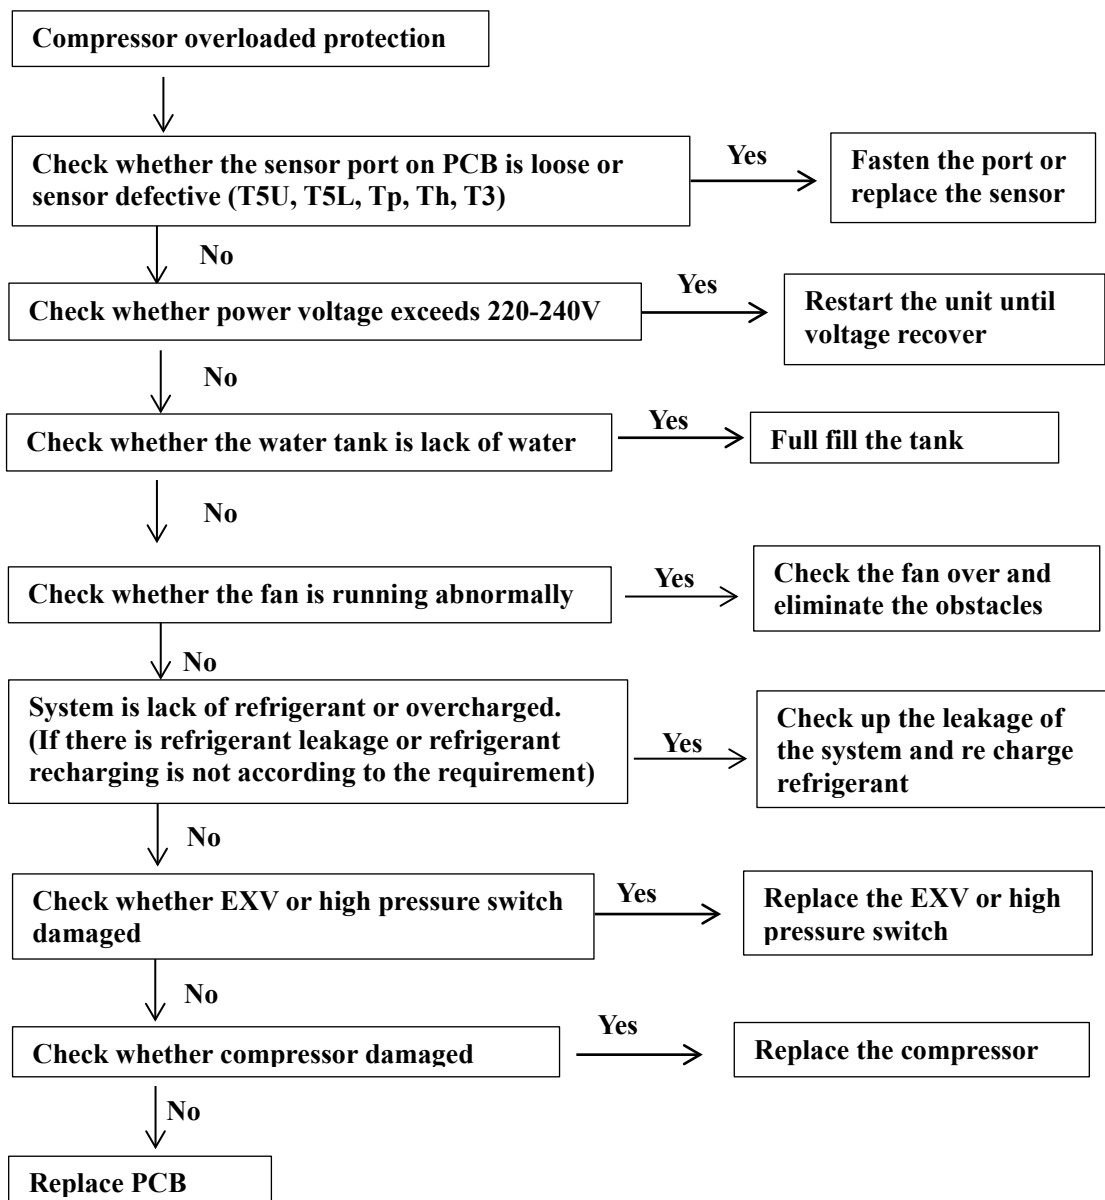 Compressor overloaded protection
Check whether the sensor port on PCB is loose or
sensor defective (T5U, T5L, Tp, Th, T3)
Yes
Fasten the port or
replace the sensor
No
Check whether power voltage exceeds 220-240V
Yes
Restart the unit until
voltage recover
No
Check whether the water tank is lack of water
Yes
Full fill the tank
No
Check whether the fan is running abnormally
Yes
Check the fan over and
eliminate the obstacles
No
System is lack of refrigerant or overcharged.
(If there is refrigerant leakage or refrigerant
recharging is not according to the requirement)
Yes
Check up the leakage of
the system and re charge
refrigerant
No
Check whether EXV or high pressure switch
damaged
Yes
Replace the EXV or high
pressure switch
No
Check whether compressor damaged
Yes
Replace the compressor
No
Replace PCB